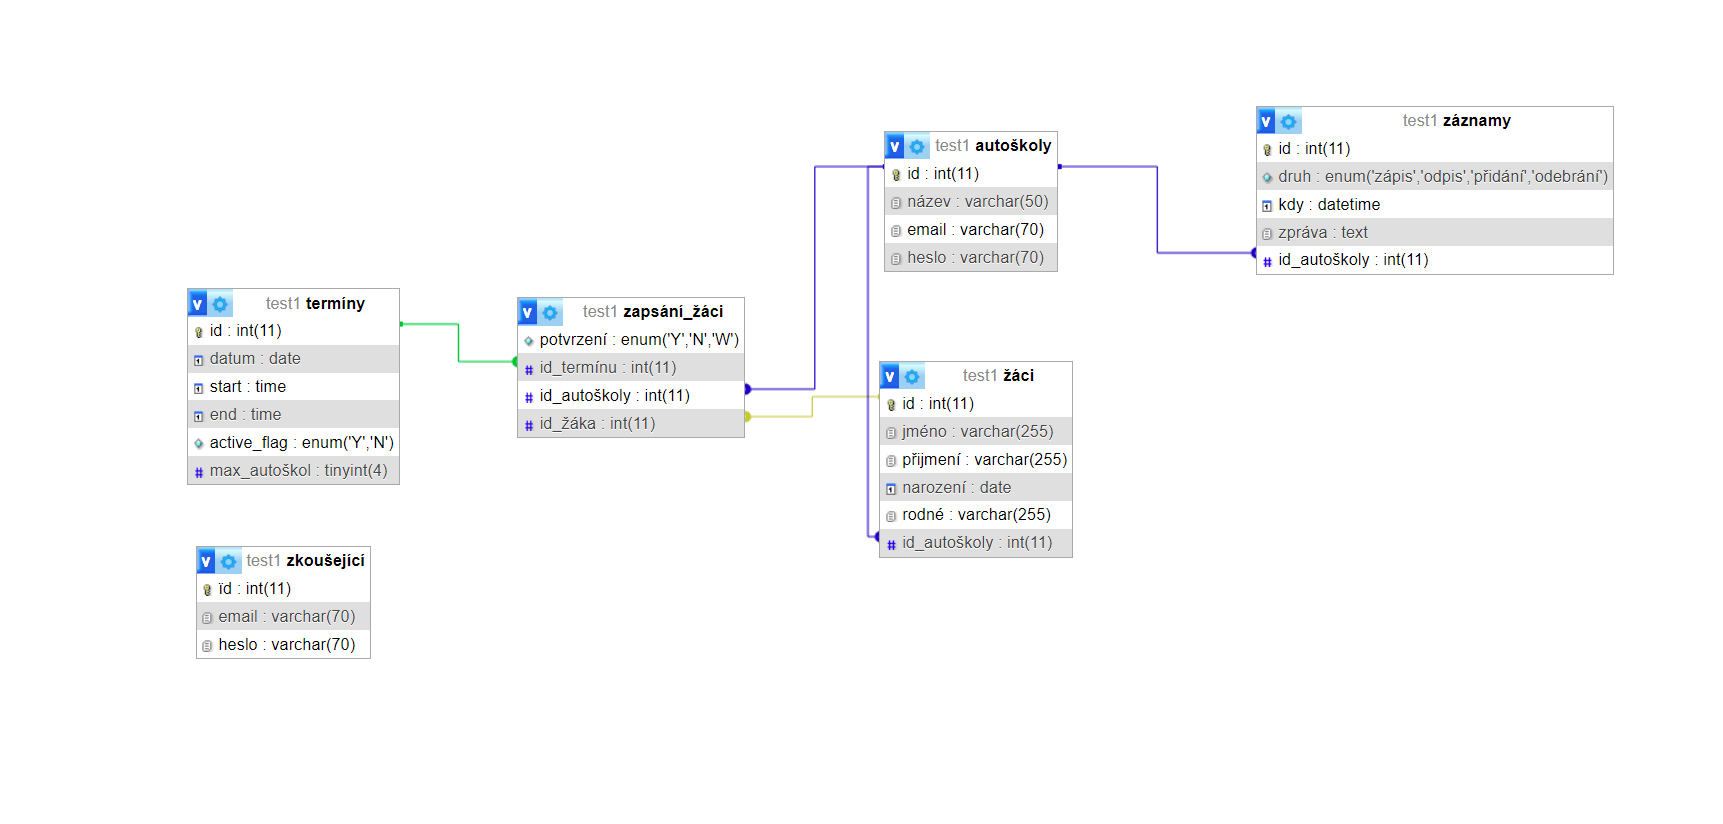 test1 autoškoly
id : int(11)
název : varchar(50)
email : varchar(70)
heslo : varchar(70)
test1 záznamy
id : int(11)
druh : enum('zápis','odpis','přidání','odebrání')
kdy : datetime
zpráva : text
id_autoškoly : int(11)
test1 termíny
id : int(11)
datum : date
start : time
end : time
active_flag : enum('Y','N')
max_autoškol : tinyint(4)
test1 zapsání_žáci
potvrzení : enum('Y','N','W')
id_termínu : int(11)
id_autoškoly : int(11)
id_žáka : int(11)
test1 žáci
id : int(11)
jméno : varchar(255)
přijmení : varchar(255)
narození : date
rodné : varchar(255)
id_autoškoly : int(11)
test1 zkoušející
id : int(11)
email : varchar(70)
heslo : varchar(70)